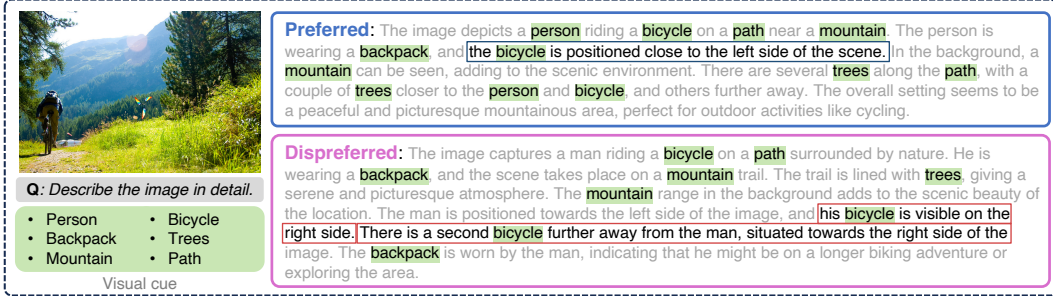 Q: Describe the image in detail.
• Person
• Backpack
• Mountain
• Bicycle
• Trees
• Path
Visual cue
Preferred: The image depicts a person riding a bicycle on a path near a mountain. The person is
wearing a backpack, and the bicycle is positioned close to the left side of the scene. In the background, a
mountain can be seen, adding to the scenic environment. There are several trees along the path, with a
couple of trees closer to the person and bicycle, and others further away. The overall setting seems to be
a peaceful and picturesque mountainous area, perfect for outdoor activities like cycling.
Dispreferred: The image captures a man riding a bicycle on a path surrounded by nature. He is
wearing a backpack, and the scene takes place on a mountain trail. The trail is lined with trees, giving a
serene and picturesque atmosphere. The mountain range in the background adds to the scenic beauty of
the location. The man is positioned towards the left side of the image, and his bicycle is visible on the
right side. There is a second bicycle further away from the man, situated towards the right side of the
image. The backpack is worn by the man, indicating that he might be on a longer biking adventure or
exploring the area.